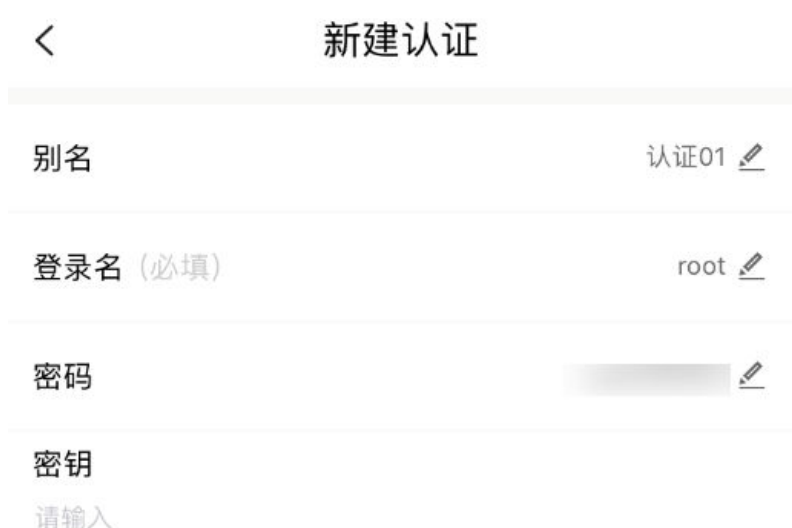 新建认证
别名 认证01
登录名（必填） root
密码
密钥
请输入